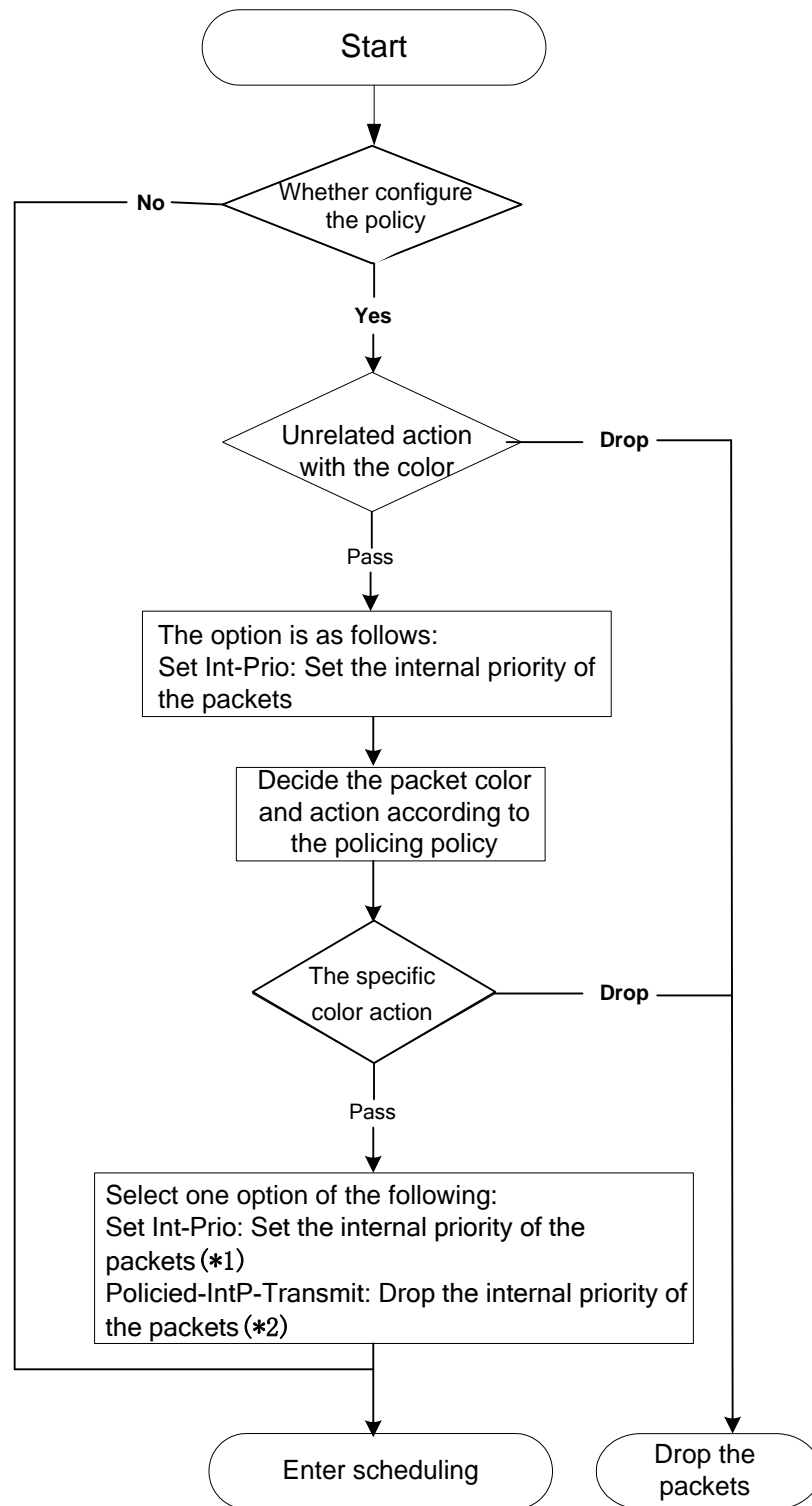 Start
Whether configure
the policy
No
Yes
Unrelated action
with the color
Drop
Pass
The option is as follows:
Set Int-Prio: Set the internal priority of
the packets
Decide the packet color
and action according to
the policing policy
The specific
color action
Drop
Pass
Select one option of the following:
Set Int-Prio: Set the internal priority of the
packets(*1)
Policied-IntP-Transmit: Drop the internal priority of
the packets(*2)
Enter scheduling
Drop the
packets